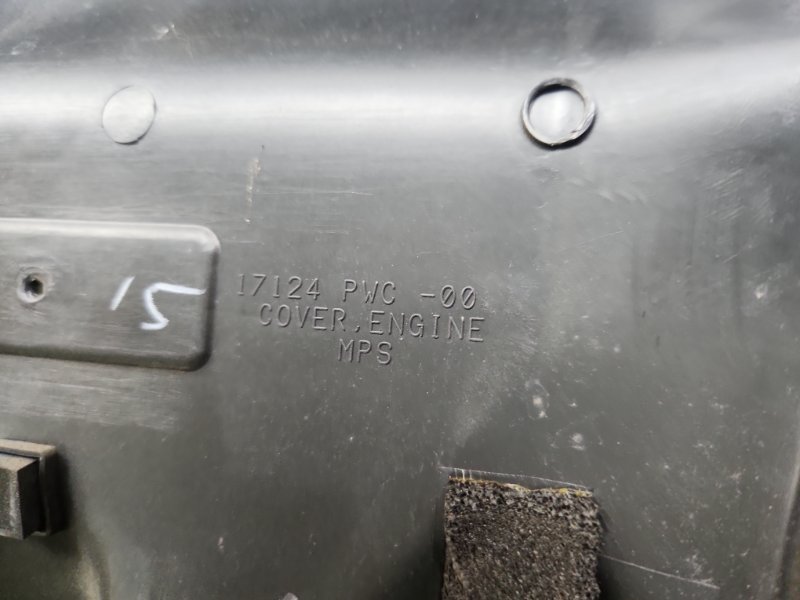 17124 PWC -00
COVER, ENGINE
MPS
15